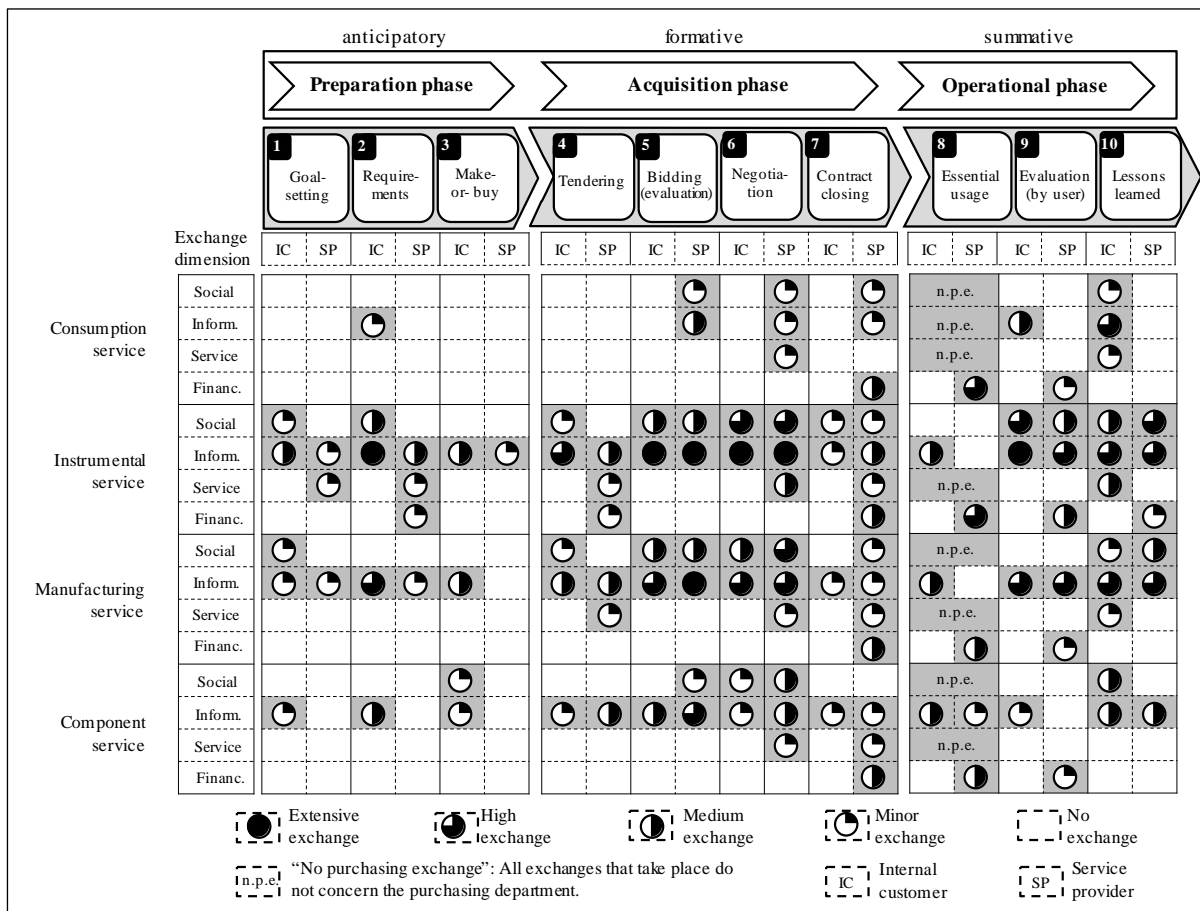 anticipatory formative summative
Preparation phase Acquisition phase Operational phase
1 2 3 4 5 6 7 8 9 10
Goal- Require- Make- Tendering Bidding Negotia- Contract Essential Evaluation Lessons
setting ments or- buy (evaluation) tion closing usage (by user) learned
Exchange
dimension IC SP IC SP IC SP IC SP IC SP IC SP IC SP IC SP IC SP IC SP
Consumption
service
Social n.p.e.
Inform. n.p.e.
Service n.p.e.
Financ.
Instrumental
service
Social
Inform.
Service n.p.e.
Financ.
Manufacturing
service
Social n.p.e.
Inform.
Service n.p.e.
Financ.
Component
service
Social n.p.e.
Inform.
Service n.p.e.
Financ.
Extensive
exchange
High
exchange
Medium
exchange
Minor
exchange
No
exchange
n.p.e. “No purchasing exchange”: All exchanges that take place do
not concern the purchasing department.
IC Internal
customer
SP Service
provider